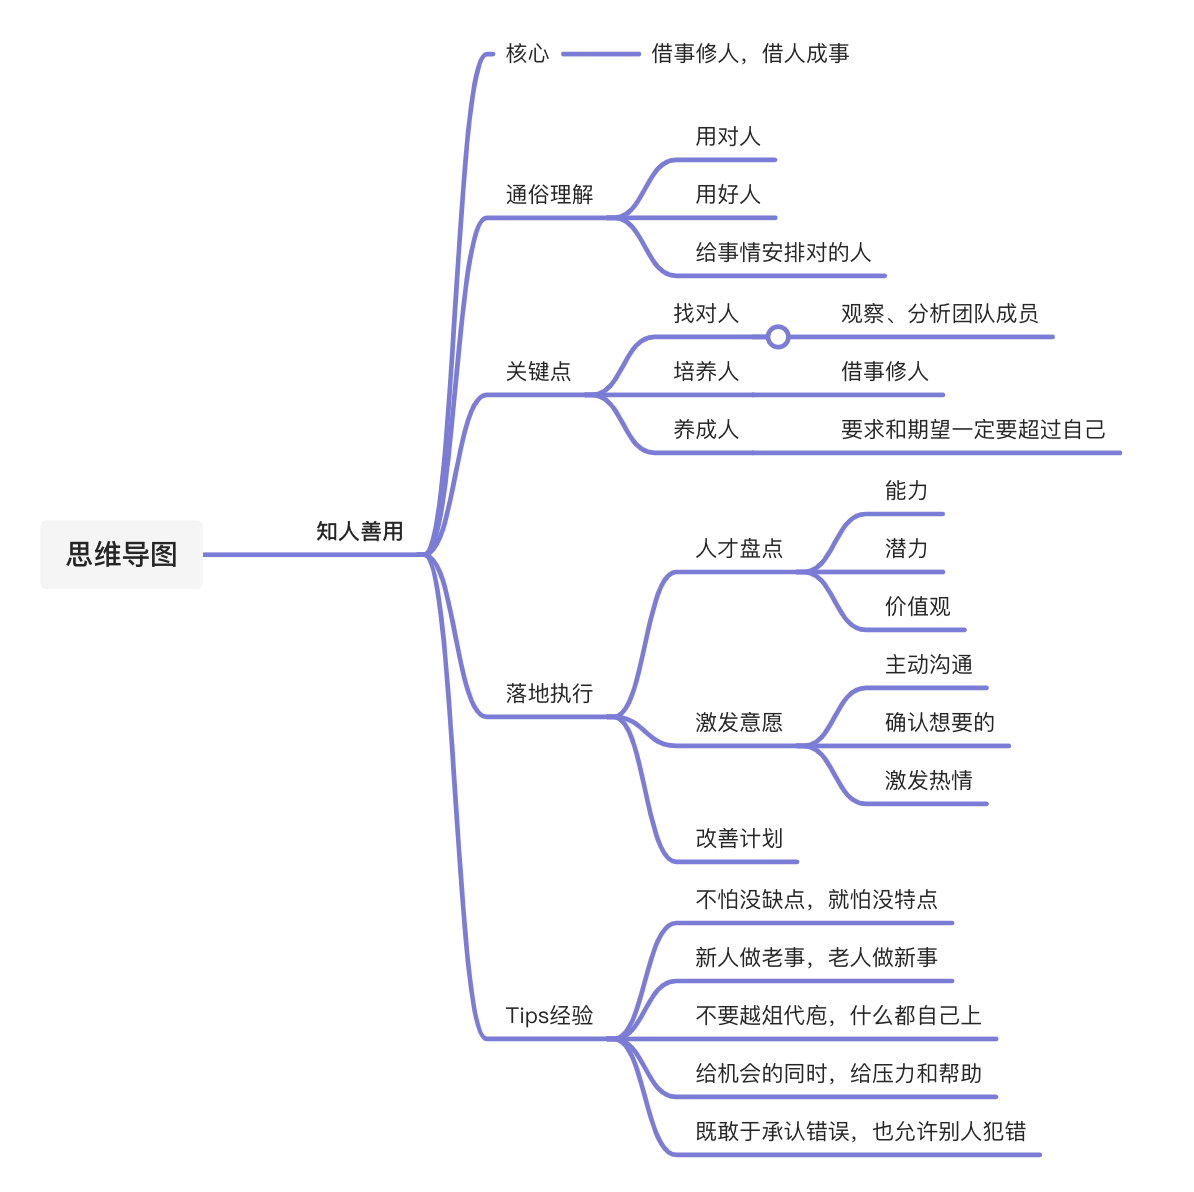 核心
借事修人，借人成事
通俗理解
用对人
用好人
给事情安排对的人
关键点
找对人
观察、分析团队成员
培养人
借事修人
养成人
要求和期望一定要超过自己
思维导图
知人善用
落地执行
人才盘点
能力
潜力
价值观
激发意愿
主动沟通
确认想要的
激发热情
改善计划
Tips经验
不怕没缺点，就怕没特点
新人做老事，老人做新事
不要越俎代庖，什么都自己上
给机会的同时，给压力和帮助
既敢于承认错误，也允许别人犯错